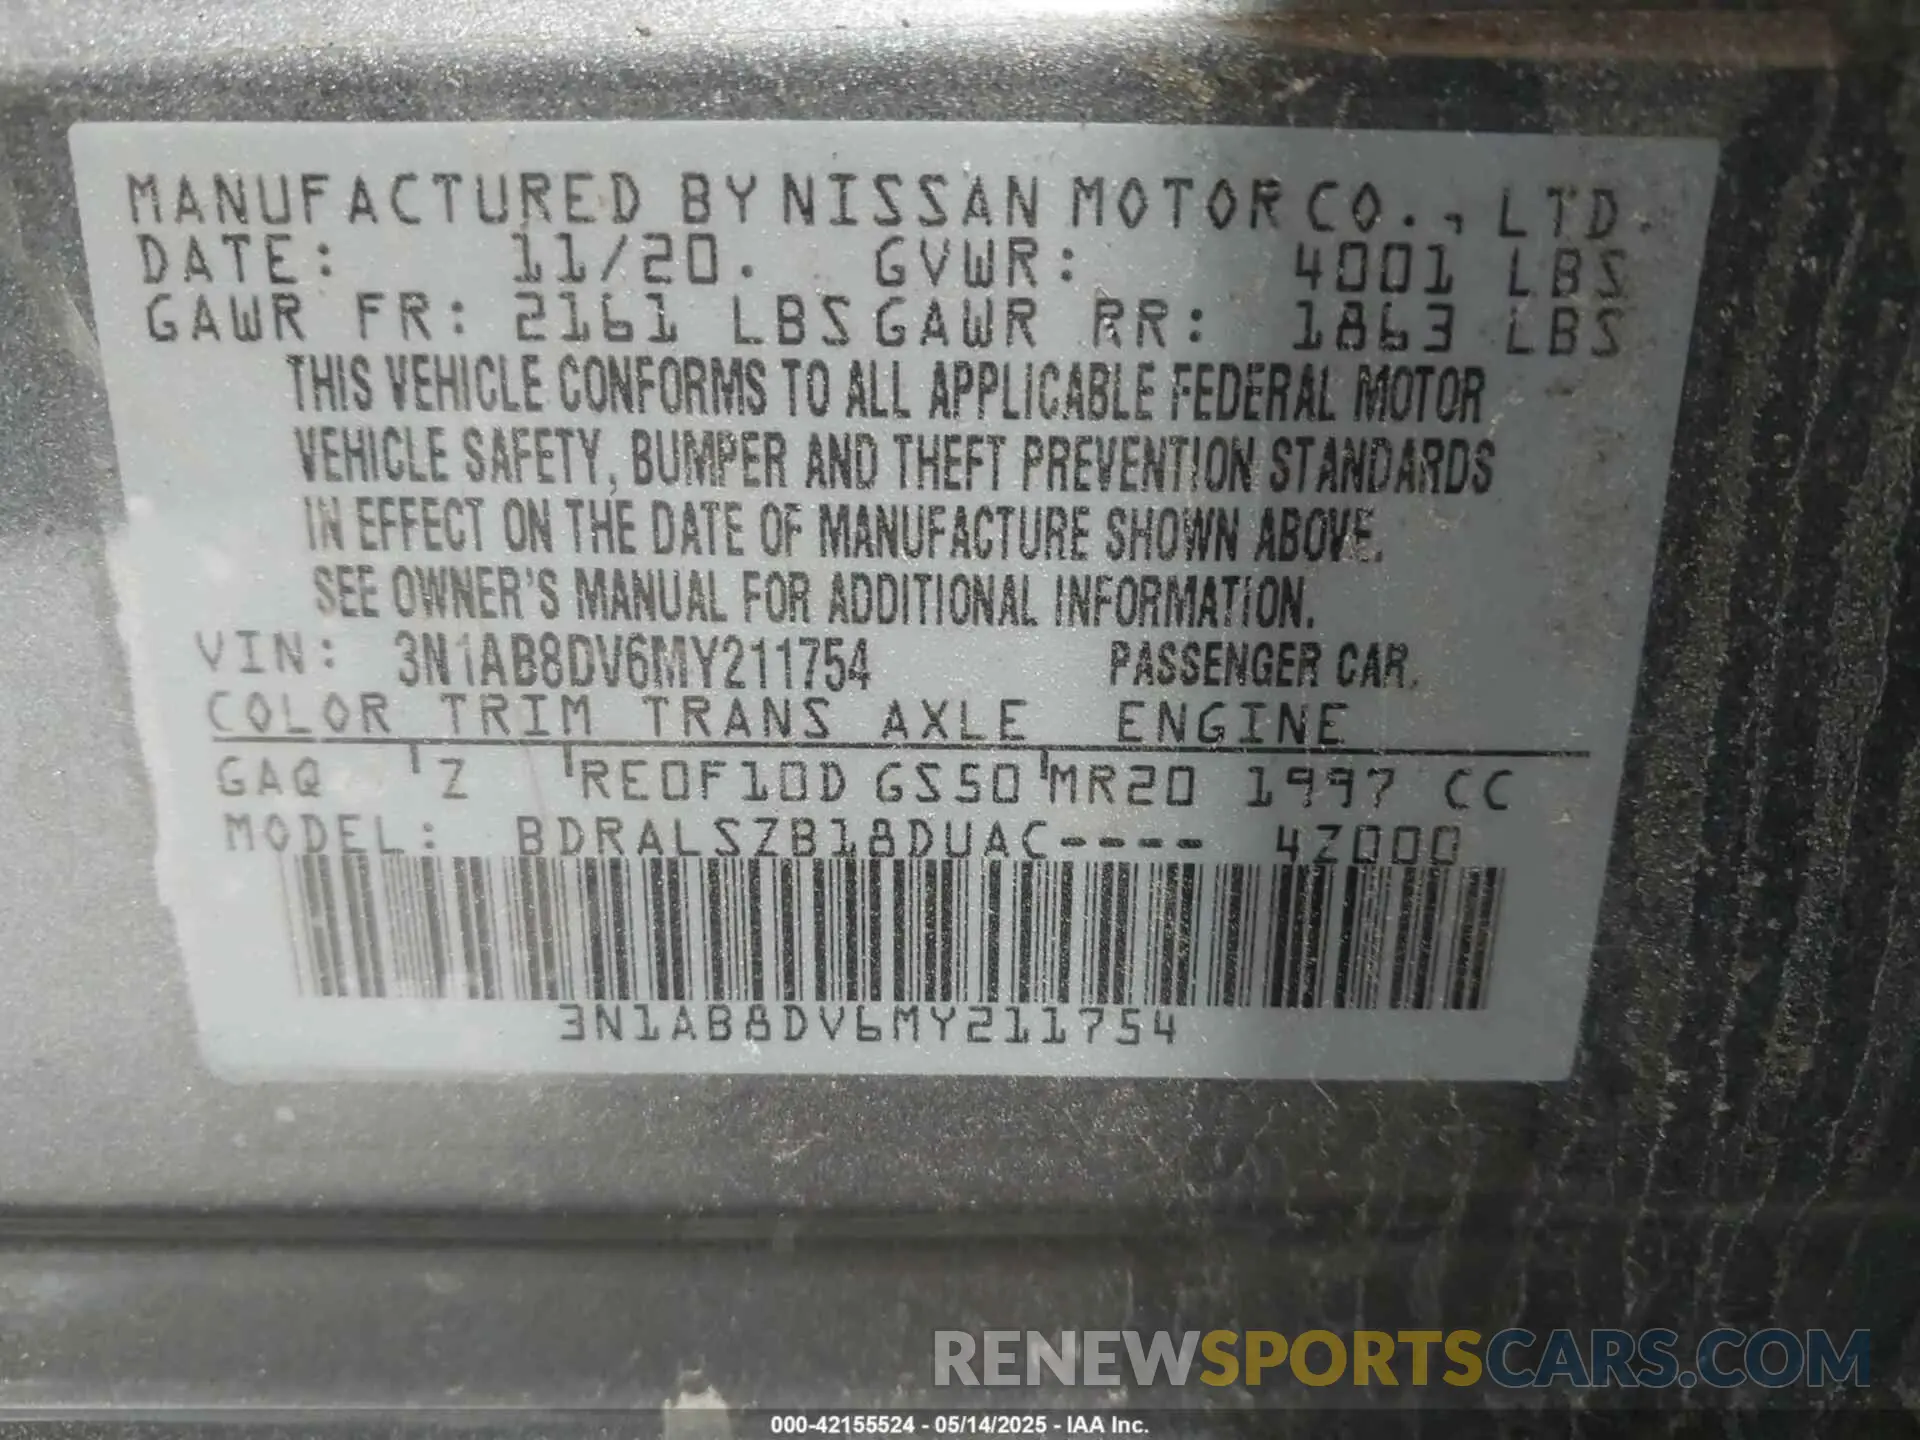 MANUFACTURED BY NISSAN MOTOR CO., LTD.
DATE: 11/20. GVWR: 4001 LBS
GAWR FR: 2161 LBS GAWR RR: 1863 LBS
THIS VEHICLE CONFORMS TO ALL APPLICABLE FEDERAL MOTOR
VEHICLE SAFETY, BUMPER AND THEFT PREVENTION STANDARDS
IN EFFECT ON THE DATE OF MANUFACTURE SHOWN ABOVE.
SEE OWNER'S MANUAL FOR ADDITIONAL INFORMATION.
VIN: 3N1AB8DV6MY211754 PASSENGER CAR.
COLOR TRIM TRANS AXLE ENGINE
GAQ Z RE0F10D GS50 MR20 1997 CC
MODEL: BDRALSZB18DUAC---- 4Z000
3N1AB8DV6MY211754
RENEWSPORTSCARS.COM
000-42155524 - 05/14/2025 - IAA Inc.